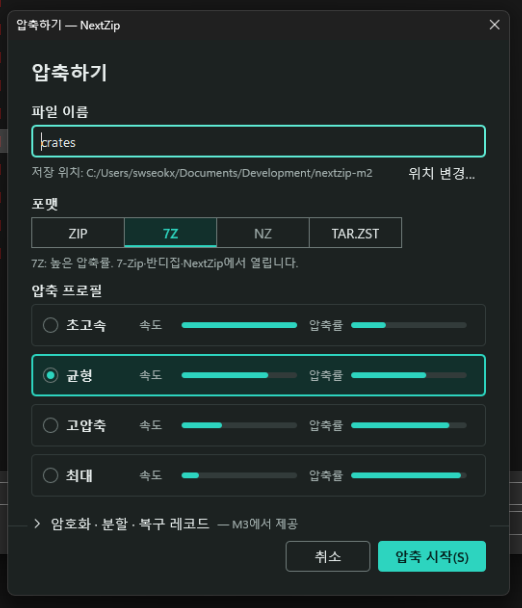 압축하기 — NextZip
압축하기
파일 이름
crates
저장 위치: C:/Users/swseokx/Documents/Development/nextzip-m2 위치 변경...
포맷
ZIP 7Z NZ TAR.ZST
7Z: 높은 압축률. 7-Zip·반디집·NextZip에서 열립니다.
압축 프로필
초고속 속도 압축률
균형 속도 압축률
고압축 속도 압축률
최대 속도 압축률
암호화 · 분할 · 복구 레코드 — M3에서 제공
취소 압축 시작(S)